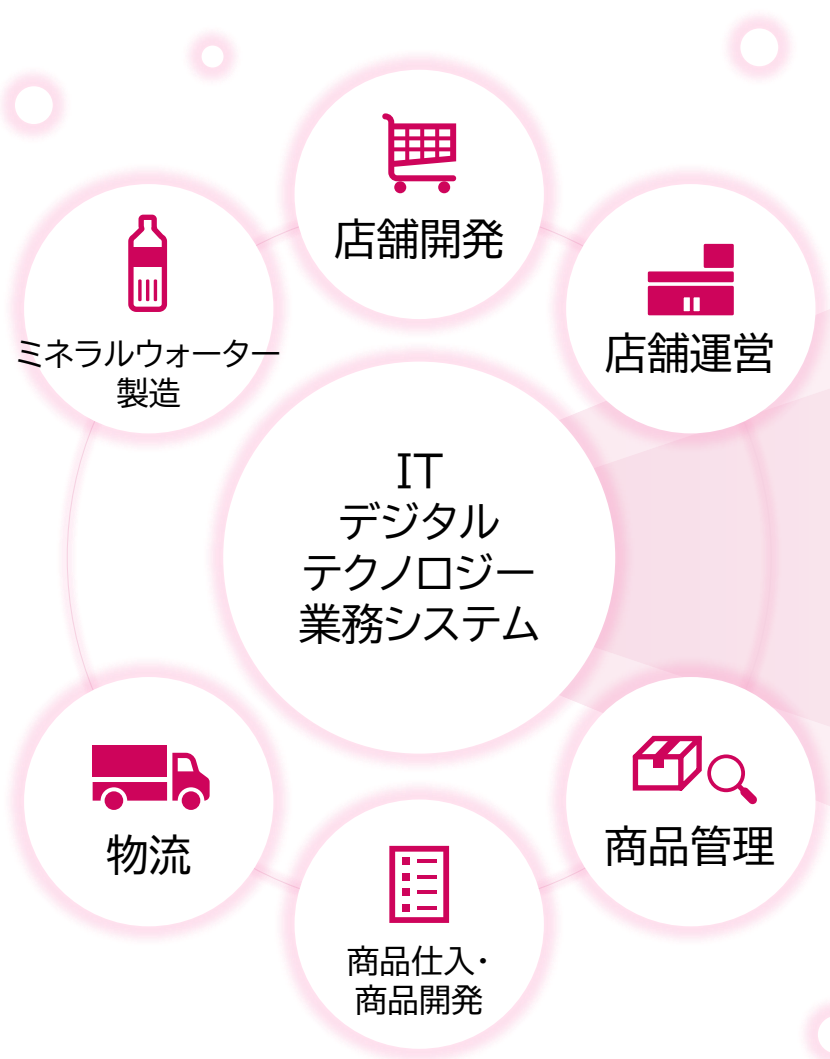 店舗開発
ミネラルウォーター
製造
店舗運営
IT
デジタル
テクノロジー
業務システム
物流
商品管理
商品仕入・
商品開発